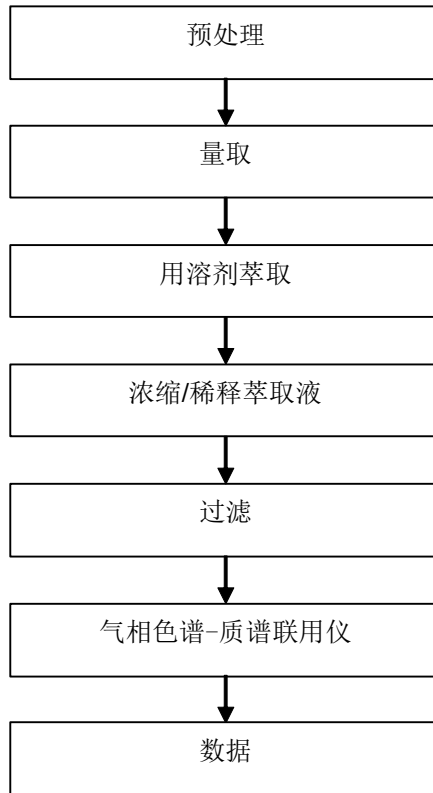 预处理
量取
用溶剂萃取
浓缩/稀释萃取液
过滤
气相色谱-质谱联用仪
数据